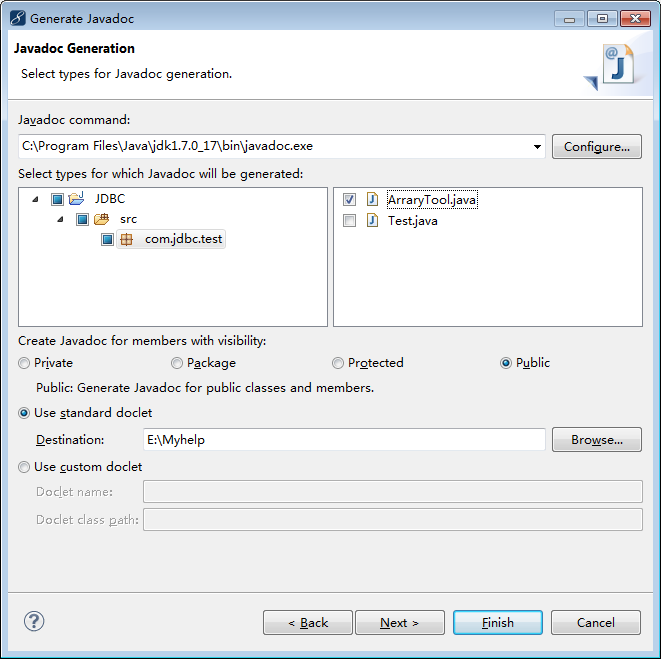 Generate Javadoc
Javadoc Generation
Select types for Javadoc generation.
@
J
Javadoc command:
C:\Program Files\Java\jdk1.7.0_17\bin\javadoc.exe
Configure...
Select types for which Javadoc will be generated:
JDBC
src
com.jdbc.test
J ArraryTool.java
J Test.java
Create Javadoc for members with visibility:
Private Package Protected Public
Public: Generate Javadoc for public classes and members.
Use standard doclet
Destination: E:\Myhelp Browse...
Use custom doclet
Doclet name:
Doclet class path:
? < Back Next > Finish Cancel